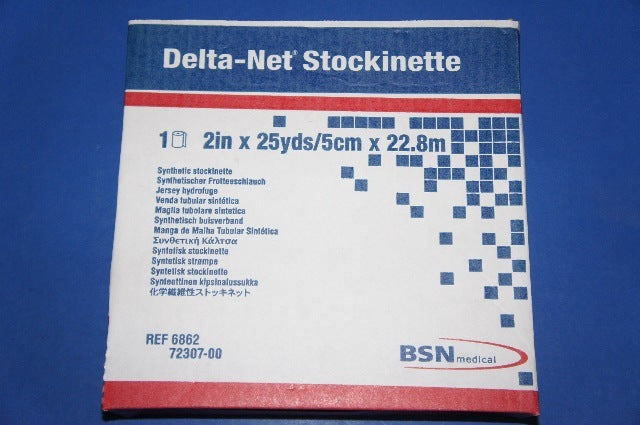 Delta-Net® Stockinette
1 2in x 25yds/5cm x 22.8m
Synthetic stockinette
Synthetischer Frotteeschlauch
Jersey hydrofuge
Venda tubular sintética
Maglia tubolare sintetica
Synthetisch buisverband
Manga de Malha Tubular Sintética
Συνθετική Κάλτσα
Syntetisk stockinette
Syntetisk strømpe
Syntetisk stockinette
Synteettinen kipsinalussukka
化学繊維性ストッキネット
REF 6862
72307-00
BSN medical